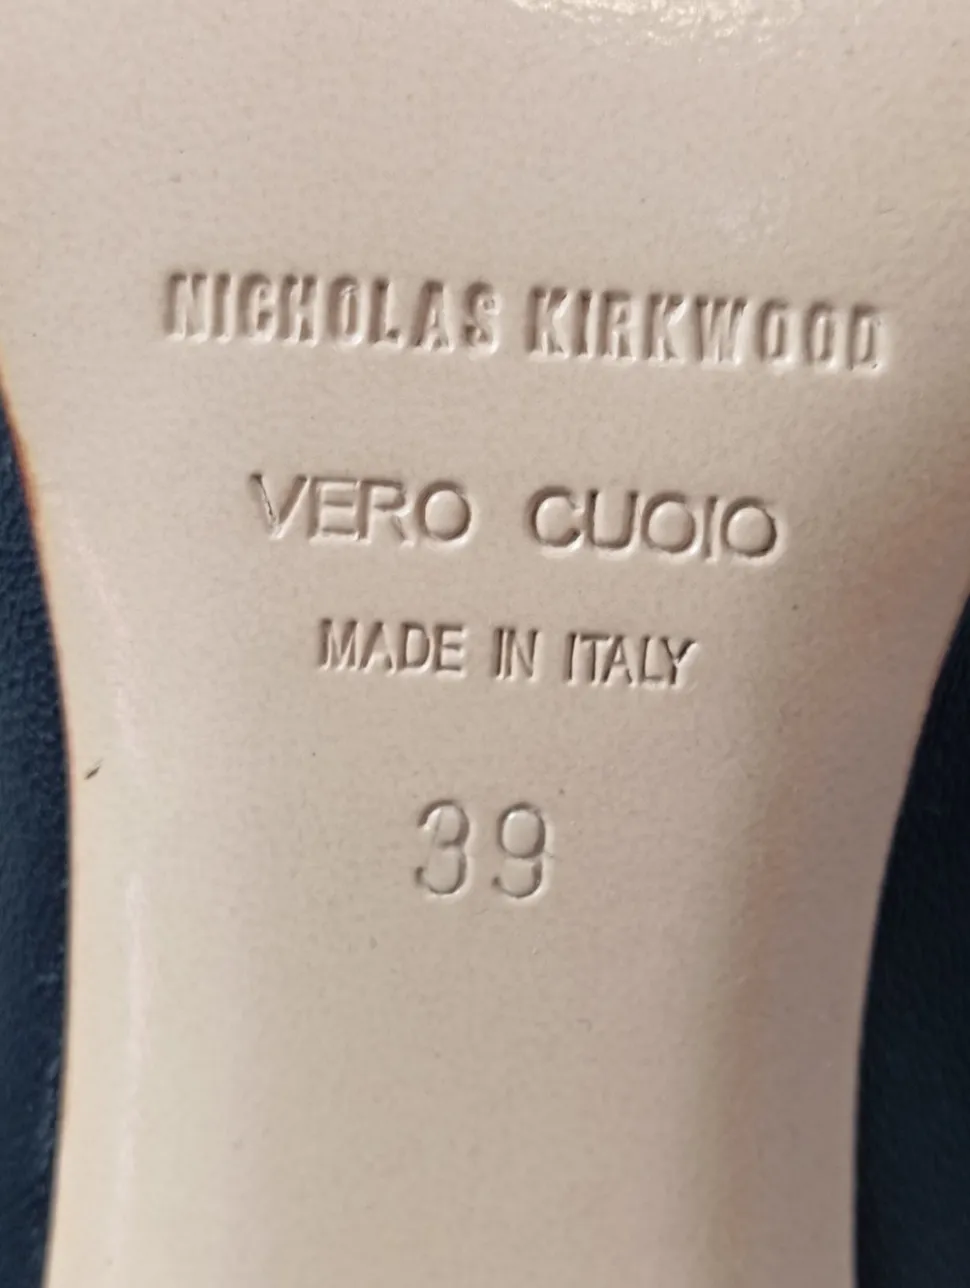 NICHOLAS KIRKWOOD
VERO CUOIO
MADE IN ITALY
39